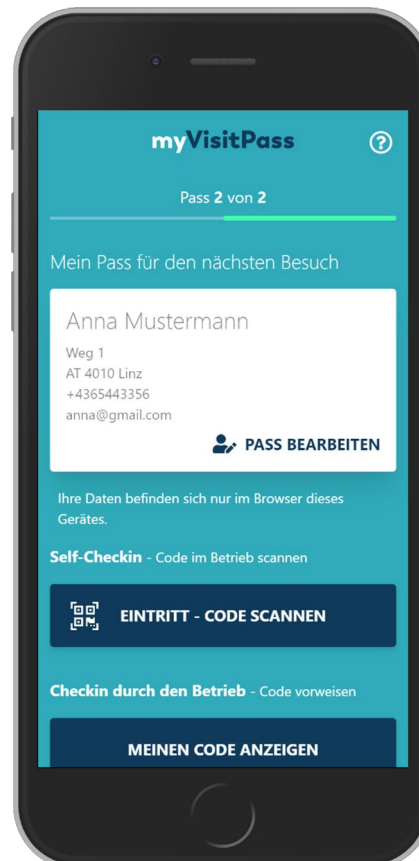 myVisitPass
Pass 2 von 2
Mein Pass für den nächsten Besuch
Anna Mustermann
Weg 1
AT 4010 Linz
+4365443356
anna@gmail.com
PASS BEARBEITEN
Ihre Daten befinden sich nur im Browser dieses
Gerätes.
Self-Checkin - Code im Betrieb scannen
EINTRITT - CODE SCANNEN
Checkin durch den Betrieb - Code vorweisen
MEINEN CODE ANZEIGEN